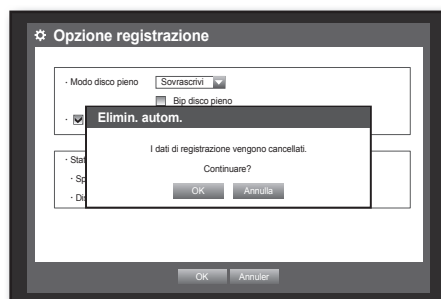 Opzione registrazione
· Modo disco pieno Sovrascrivi
Bip disco pieno
Elimin. autom.
I dati di registrazione vengono cancellati.
Continuare?
OK Annulla
OK Annuler